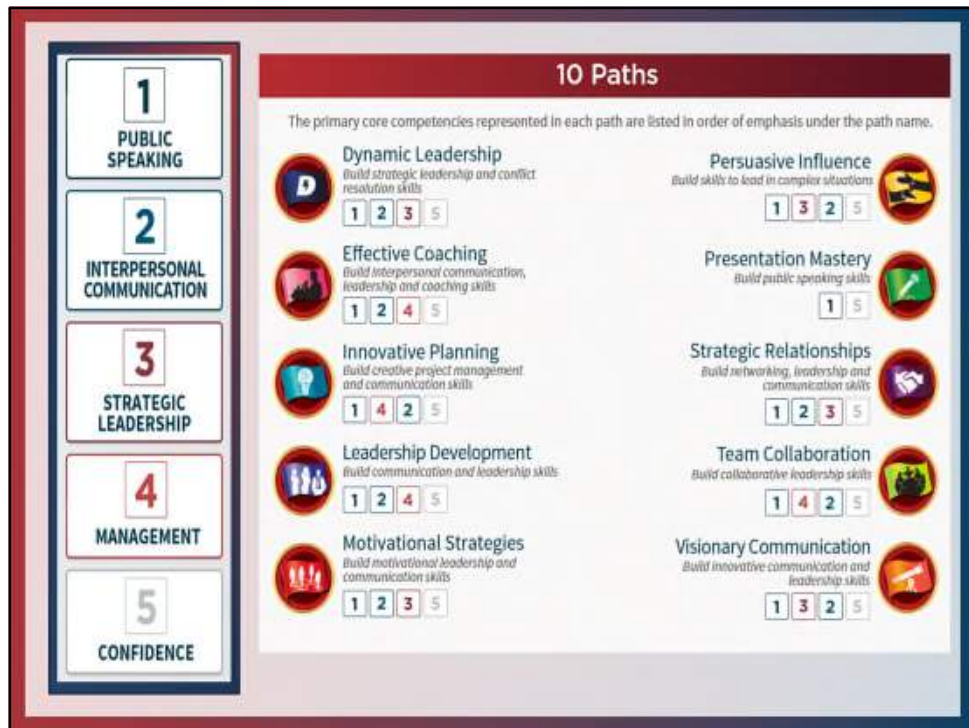 1
PUBLIC
SPEAKING
2
INTERPERSONAL
COMMUNICATION
3
STRATEGIC
LEADERSHIP
4
MANAGEMENT
5
CONFIDENCE
10 Paths
The primary core competencies represented in each path are listed in order of emphasis under the path name.
Dynamic Leadership
Build strategic leadership and conflict
resolution skills
1 2 3 5
Effective Coaching
Build interpersonal communication,
leadership and coaching skills
1 2 4 5
Innovative Planning
Build creative project management
and communication skills
1 4 2 5
Leadership Development
Build communication and leadership skills
1 2 4 5
Motivational Strategies
Build motivational leadership and
communication skills
1 2 3 5
Persuasive Influence
Build skills to lead in complex situations
1 3 2 5
Presentation Mastery
Build public speaking skills
1 5
Strategic Relationships
Build networking, leadership and
communication skills
1 2 3 5
Team Collaboration
Build collaborative leadership skills
1 4 2 5
Visionary Communication
Build innovative communication and
leadership skills
1 3 2 5